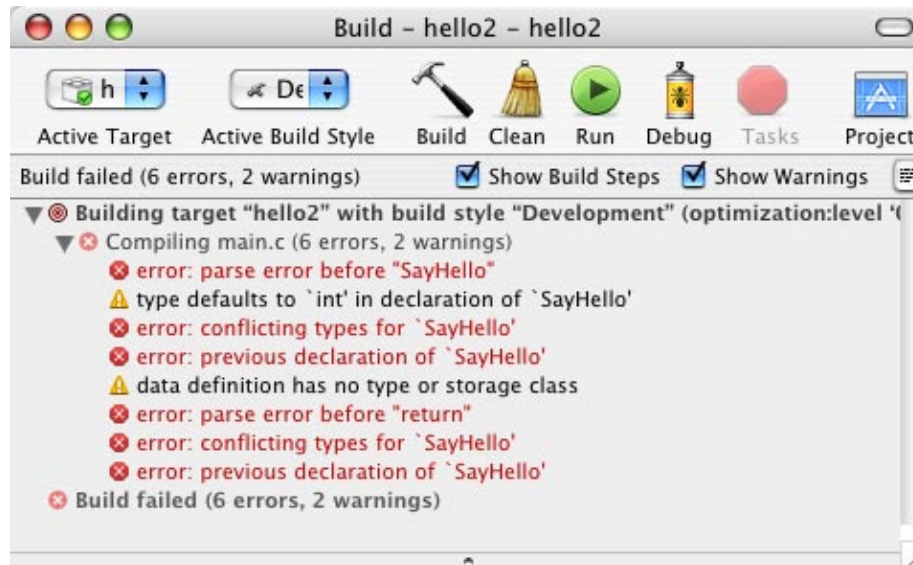 Build – hello2 – hello2
h De
Active Target Active Build Style Build Clean Run Debug Tasks Project
Build failed (6 errors, 2 warnings) Show Build Steps Show Warnings
Building target “hello2” with build style “Development” (optimization:level ‘
Compiling main.c (6 errors, 2 warnings)
error: parse error before "SayHello"
type defaults to `int' in declaration of `SayHello'
error: conflicting types for `SayHello'
error: previous declaration of `SayHello'
data definition has no type or storage class
error: parse error before "return"
error: conflicting types for `SayHello'
error: previous declaration of `SayHello'
Build failed (6 errors, 2 warnings)